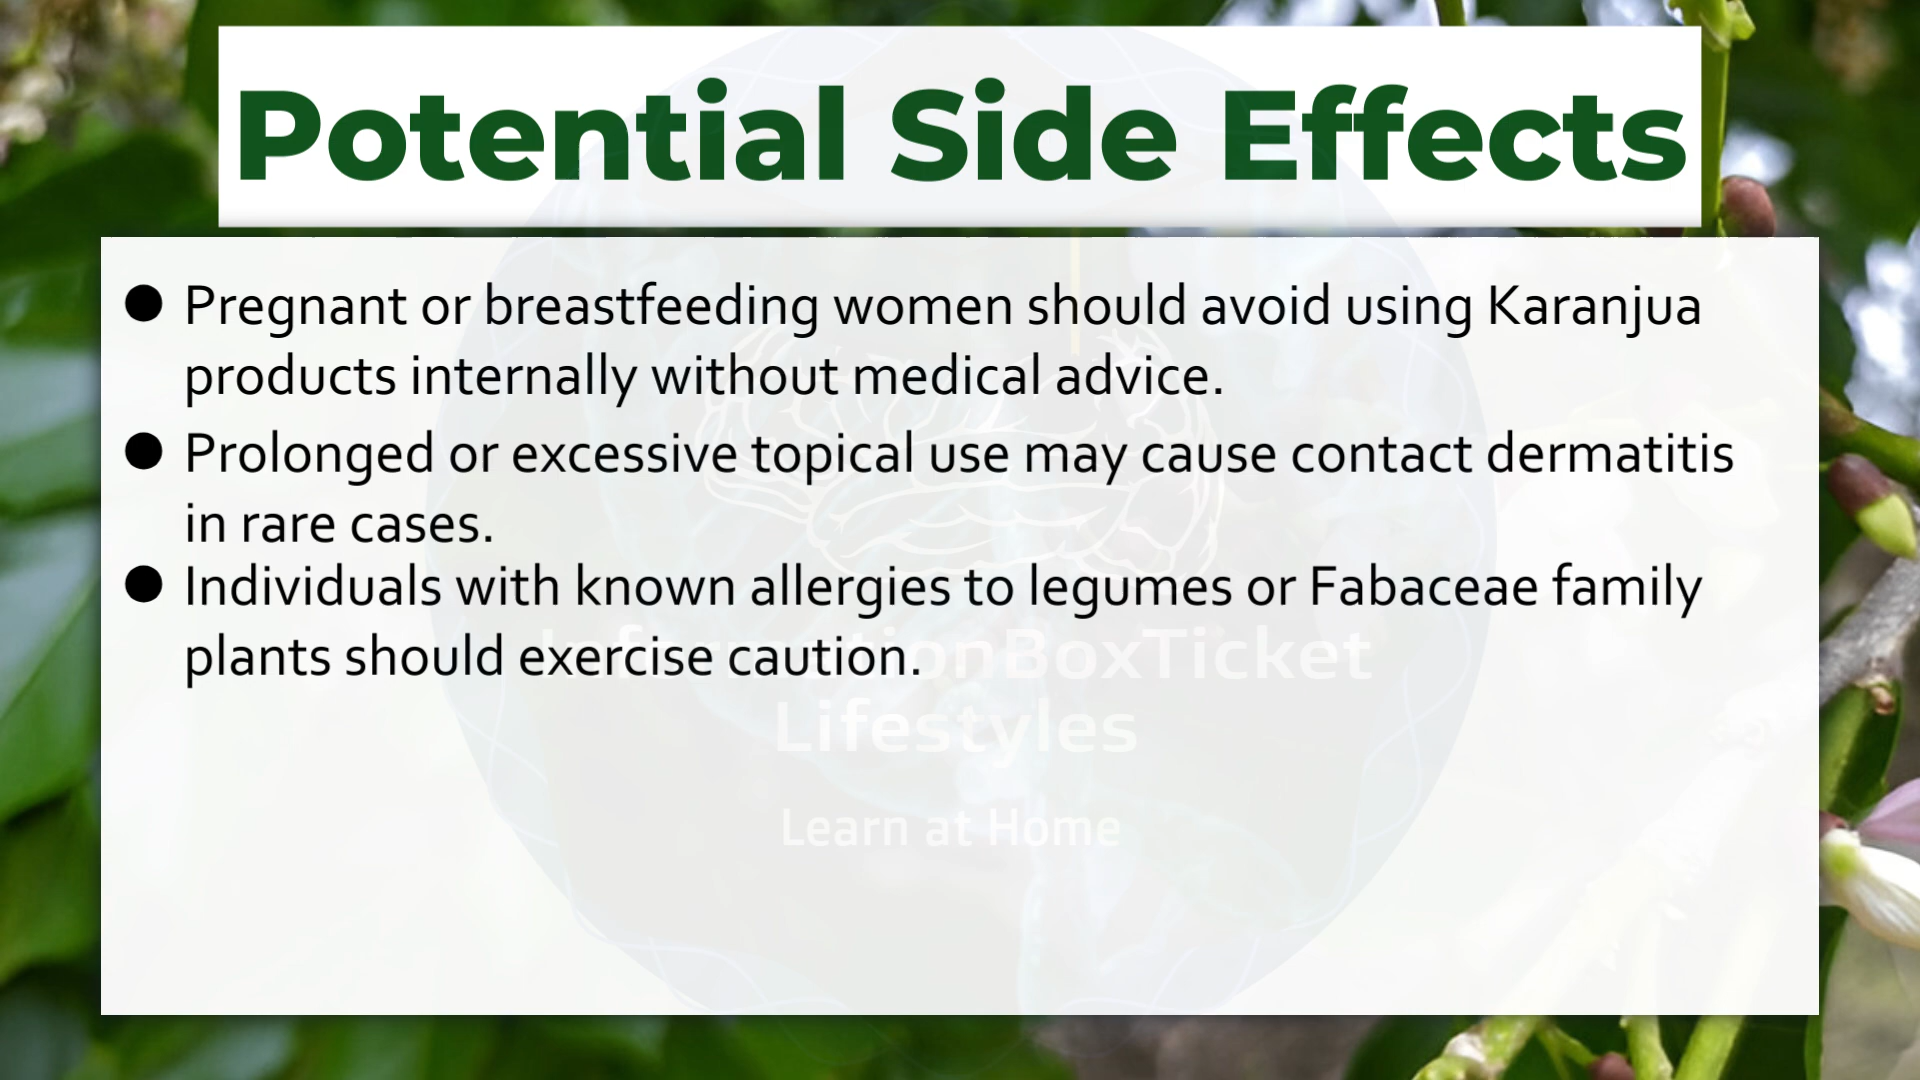 Potential Side Effects
● Pregnant or breastfeeding women should avoid using Karanjua
products internally without medical advice.
● Prolonged or excessive topical use may cause contact dermatitis
in rare cases.
● Individuals with known allergies to legumes or Fabaceae family
plants should exercise caution.
InformationBoxTicket
Lifestyles
Learn at Home